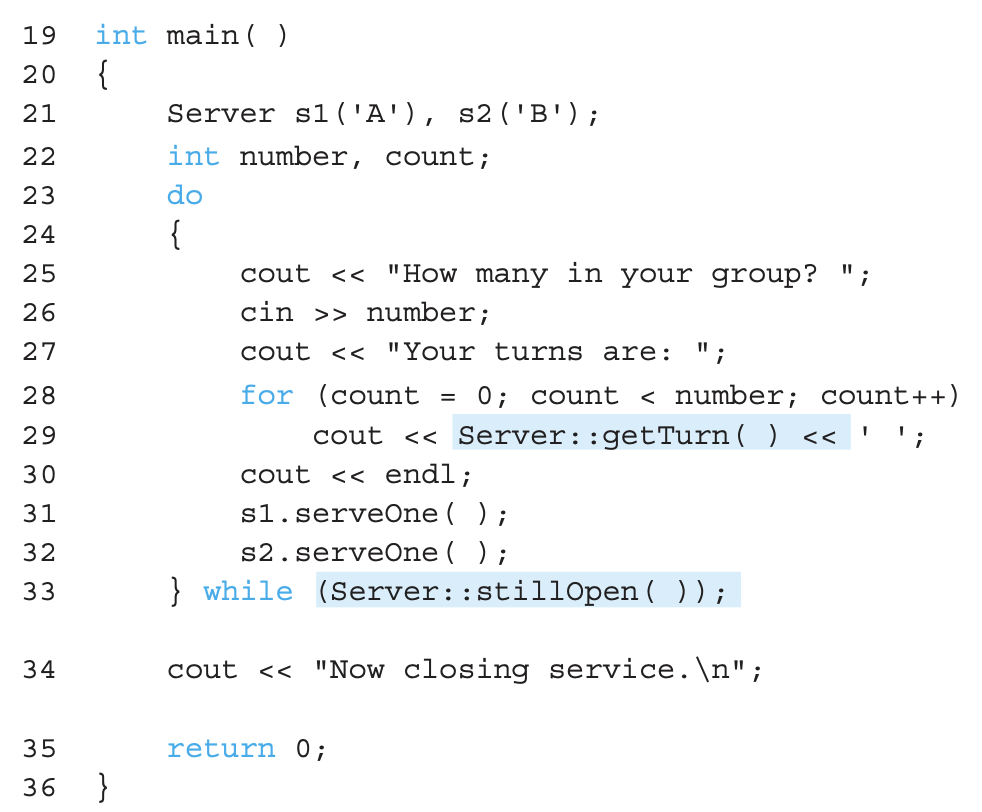 19 int main( )
20 {
21 Server s1('A'), s2('B');
22 int number, count;
23 do
24 {
25 cout << "How many in your group? ";
26 cin >> number;
27 cout << "Your turns are: ";
28 for (count = 0; count < number; count++)
29 cout << Server::getTurn( ) << ' ';
30 cout << endl;
31 s1.serveOne( );
32 s2.serveOne( );
33 } while (Server::stillOpen( ));
34 cout << "Now closing service.\n";
35 return 0;
36 }